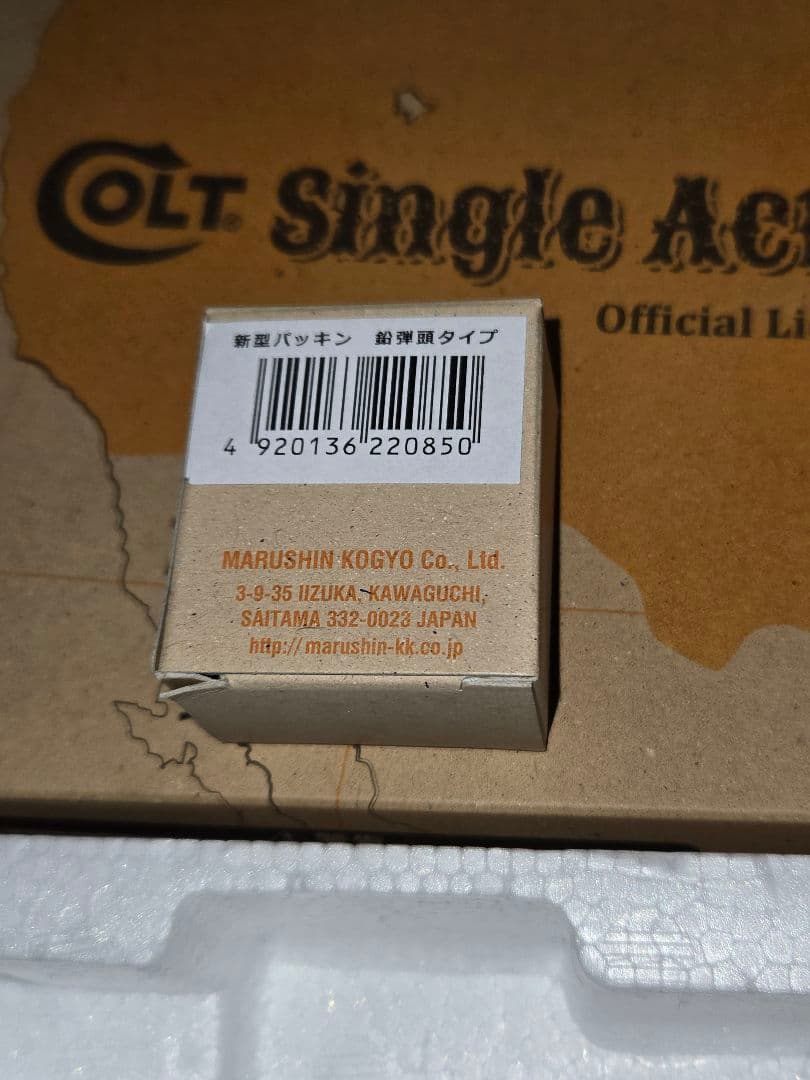 COLT® Single Act
Official Li
新型パッキン 鉛弾頭タイプ
4 920136 220850
MARUSHIN KOGYO Co., Ltd.
3-9-35 IIZUKA, KAWAGUCHI,
SAITAMA 332-0023 JAPAN
http://marushin-kk.co.jp